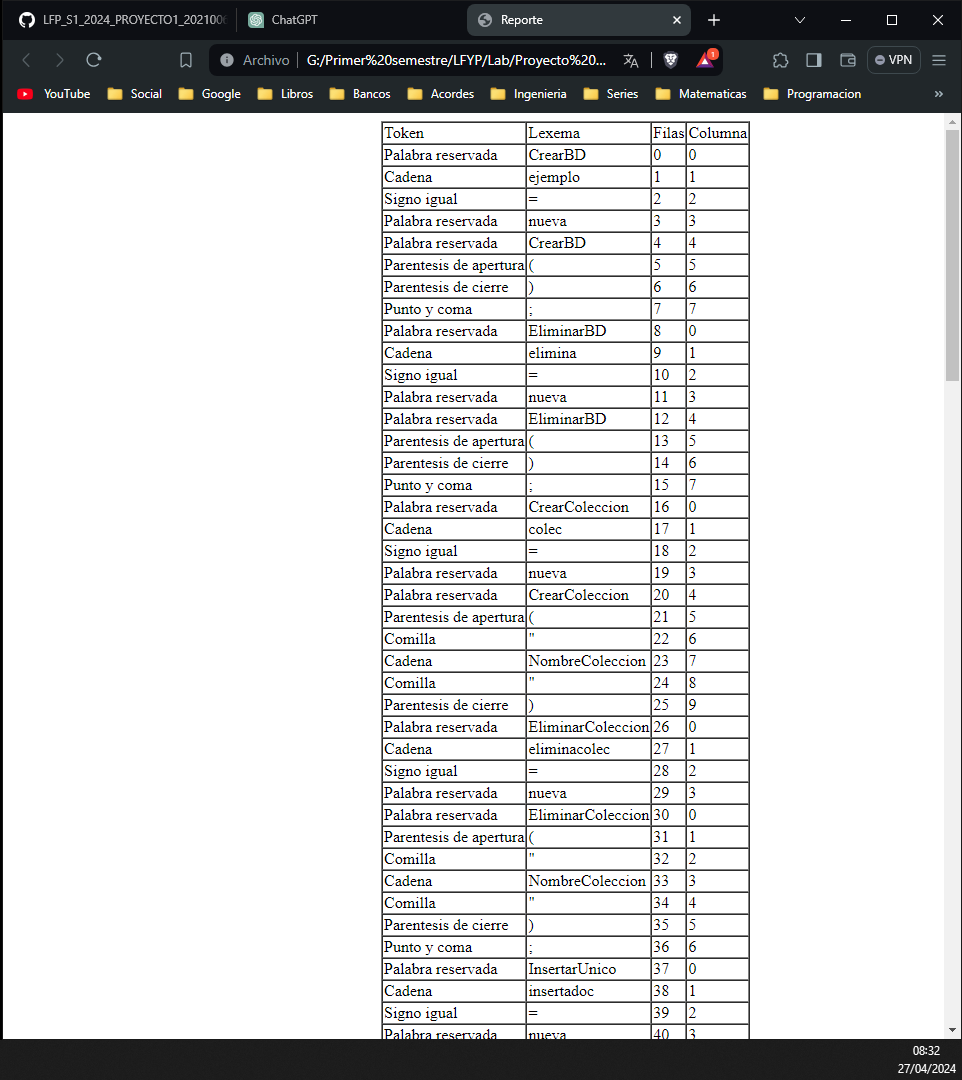 LFP_S1_2024_PROYECTO1_202100
ChatGPT
Reporte
Archivo G:/Primer%20semestre/LFYP/Lab/Proyecto%20... 1 VPN
YouTube Social Google Libros Bancos Acordes Ingenieria Series Matematicas Programacion »
Token Lexema Filas Columna
Palabra reservada CrearBD 0 0
Cadena ejemplo 1 1
Signo igual = 2 2
Palabra reservada nueva 3 3
Palabra reservada CrearBD 4 4
Parentesis de apertura ( 5 5
Parentesis de cierre ) 6 6
Punto y coma ; 7 7
Palabra reservada EliminarBD 8 0
Cadena elimina 9 1
Signo igual = 10 2
Palabra reservada nueva 11 3
Palabra reservada EliminarBD 12 4
Parentesis de apertura ( 13 5
Parentesis de cierre ) 14 6
Punto y coma ; 15 7
Palabra reservada CrearColeccion 16 0
Cadena colec 17 1
Signo igual = 18 2
Palabra reservada nueva 19 3
Palabra reservada CrearColeccion 20 4
Parentesis de apertura ( 21 5
Comilla " 22 6
Cadena NombreColeccion 23 7
Comilla " 24 8
Parentesis de cierre ) 25 9
Palabra reservada EliminarColeccion 26 0
Cadena eliminacolec 27 1
Signo igual = 28 2
Palabra reservada nueva 29 3
Palabra reservada EliminarColeccion 30 0
Parentesis de apertura ( 31 1
Comilla " 32 2
Cadena NombreColeccion 33 3
Comilla " 34 4
Parentesis de cierre ) 35 5
Punto y coma ; 36 6
Palabra reservada InsertarUnico 37 0
Cadena insertadoc 38 1
Signo igual = 39 2
Palabra reservada nueva 40 3
08:32
27/04/2024